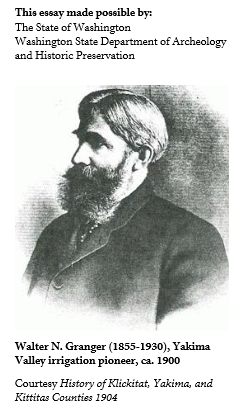 This essay made possible by:
The State of Washington
Washington State Department of Archeology
and Historic Preservation
Walter N. Granger (1855-1930), Yakima
Valley irrigation pioneer, ca. 1900
Courtesy History of Klickitat, Yakima, and
Kittitas Counties 1904